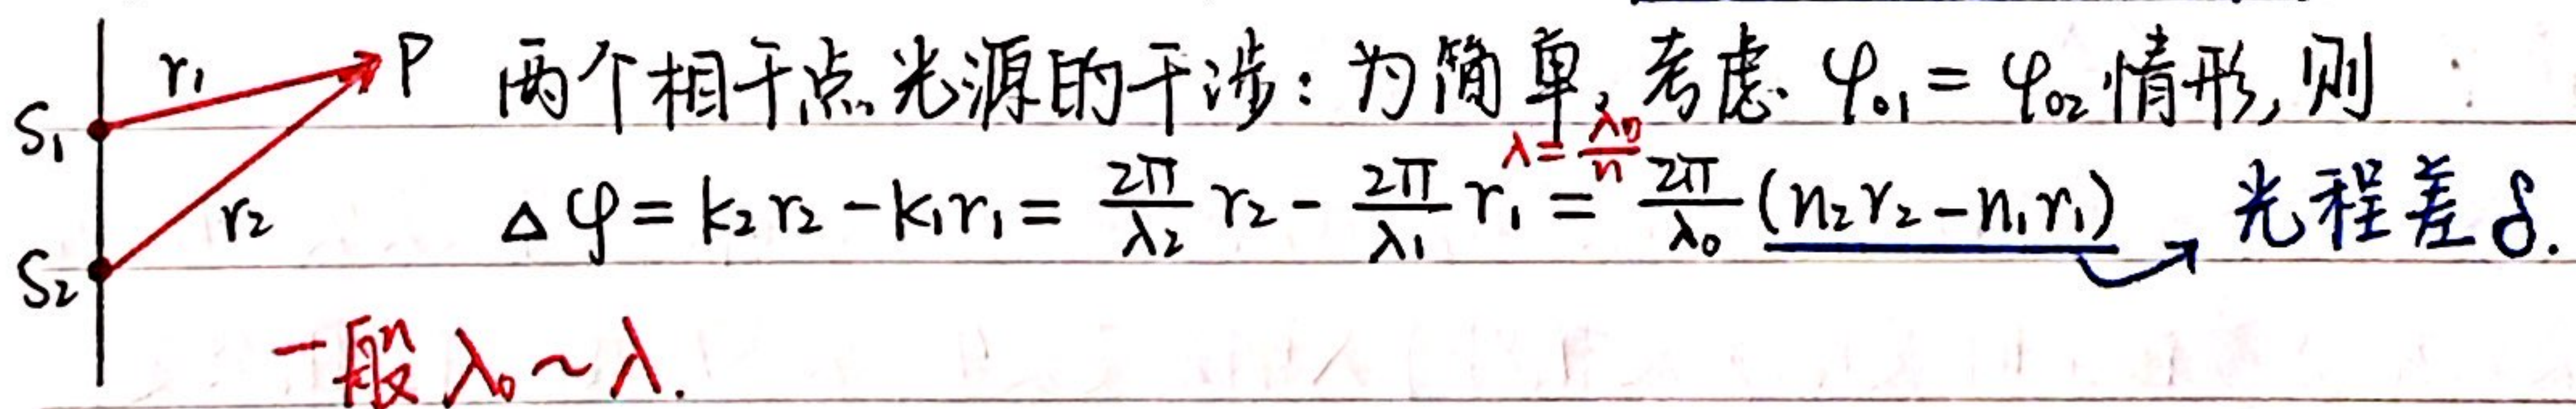 r₁ P 两个相干点光源的干涉：为简单，考虑 φ₀₁ = φ₀₂ 情形，则
S₁
λ = λ₀/n
r₂ Δφ = k₂r₂ - k₁r₁ = 2π/λ₂ r₂ - 2π/λ₁ r₁ = 2π/λ₀ (n₂r₂ - n₁r₁) → 光程差 δ.
S₂
一般 λ₀ ~ λ.